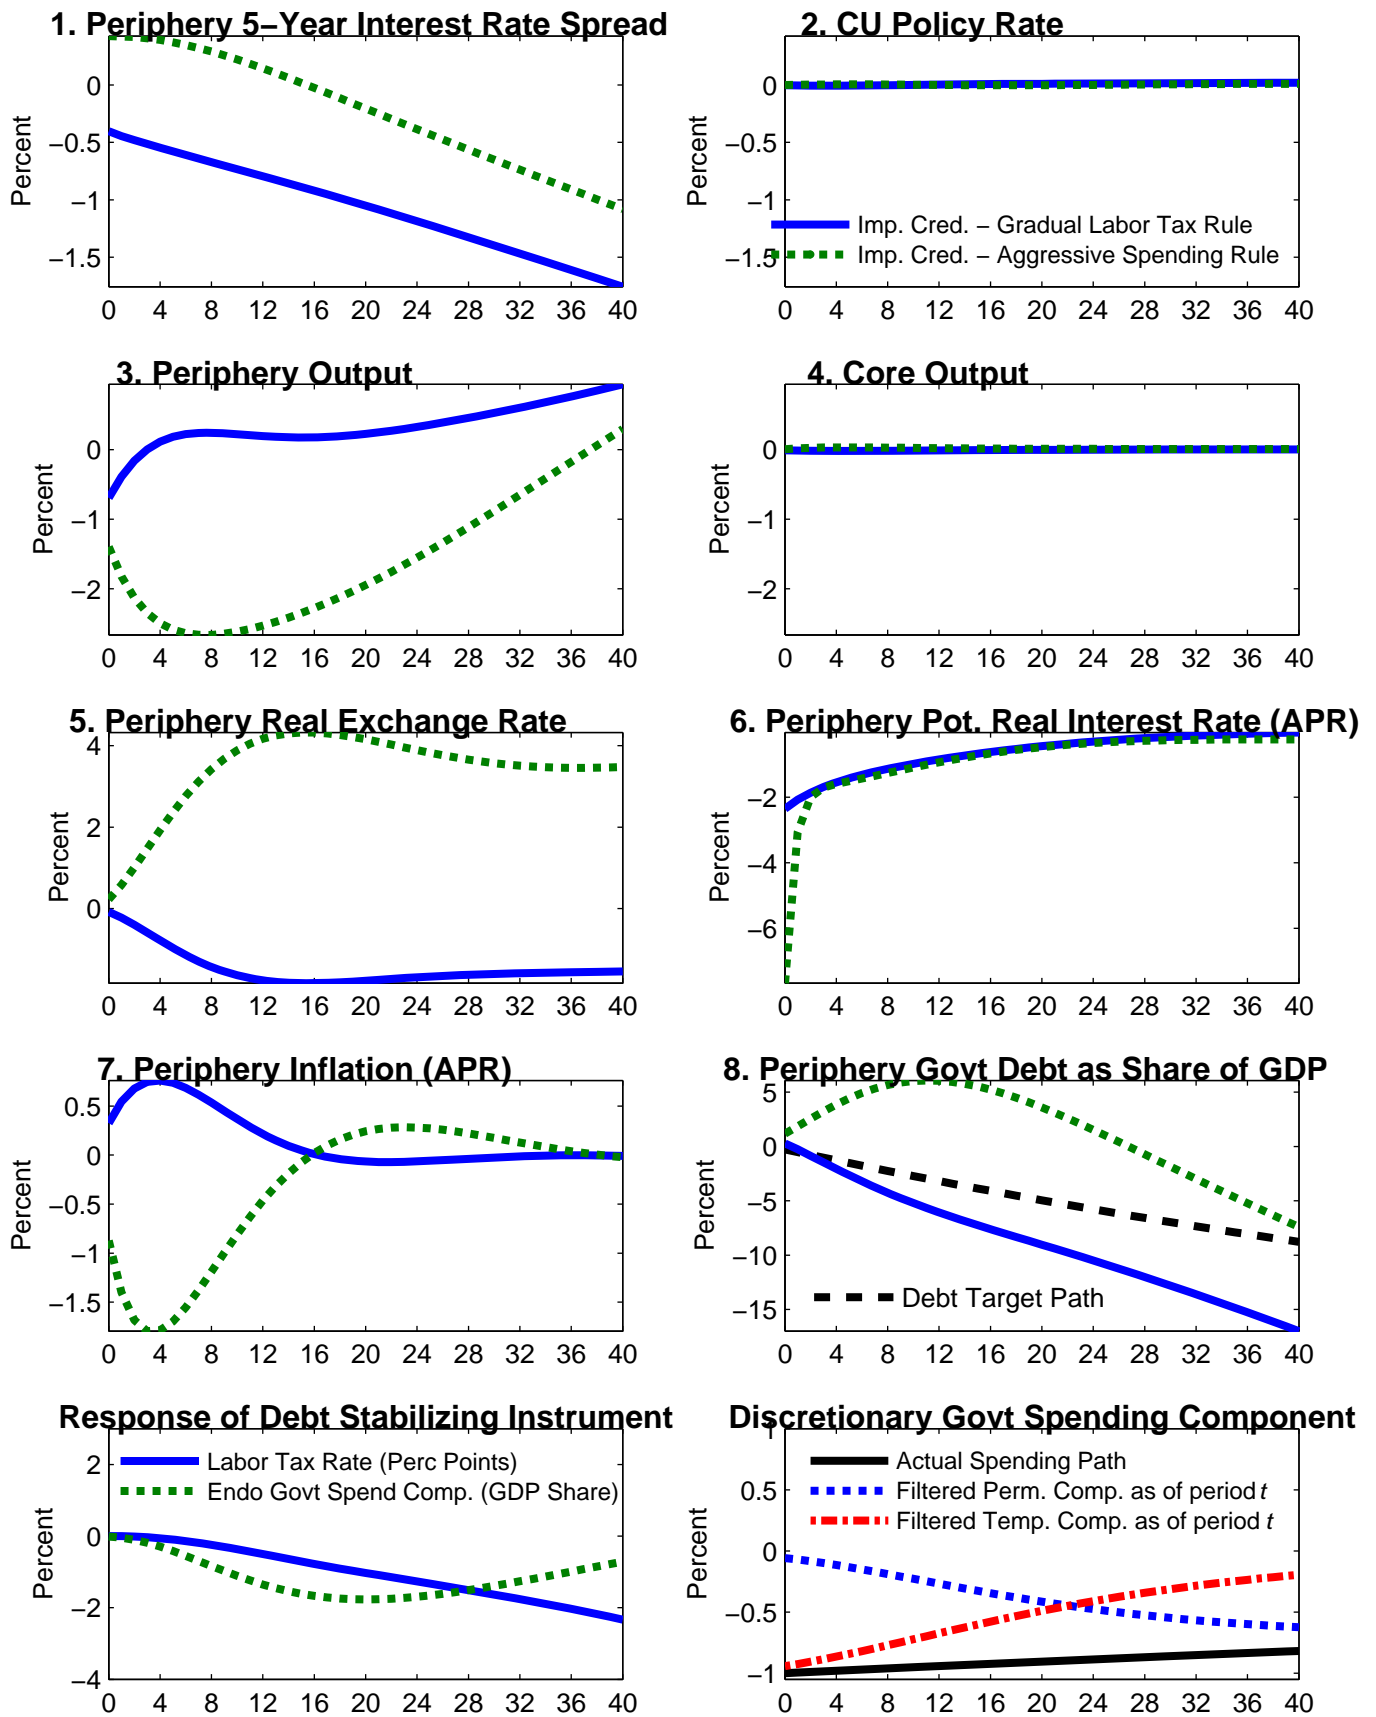 1. Periphery 5−Year Interest Rate Spread
Percent
0
−0.5
−1
−1.5
0 4 8 12 16 20 24 28 32 36 40
2. CU Policy Rate
Percent
0
−0.5
−1
−1.5
Imp. Cred. − Gradual Labor Tax Rule
Imp. Cred. − Aggressive Spending Rule
0 4 8 12 16 20 24 28 32 36 40
3. Periphery Output
Percent
0
−1
−2
0 4 8 12 16 20 24 28 32 36 40
4. Core Output
Percent
0
−1
−2
0 4 8 12 16 20 24 28 32 36 40
5. Periphery Real Exchange Rate
Percent
4
2
0
0 4 8 12 16 20 24 28 32 36 40
6. Periphery Pot. Real Interest Rate (APR)
Percent
−2
−4
−6
0 4 8 12 16 20 24 28 32 36 40
7. Periphery Inflation (APR)
Percent
0.5
0
−0.5
−1
−1.5
0 4 8 12 16 20 24 28 32 36 40
8. Periphery Govt Debt as Share of GDP
Percent
5
0
−5
−10
−15
Debt Target Path
0 4 8 12 16 20 24 28 32 36 40
Response of Debt Stabilizing Instrument
Percent
2
0
−2
−4
Labor Tax Rate (Perc Points)
Endo Govt Spend Comp. (GDP Share)
0 4 8 12 16 20 24 28 32 36 40
Discretionary Govt Spending Component
Percent
1
0.5
0
−0.5
−1
Actual Spending Path
Filtered Perm. Comp. as of period t
Filtered Temp. Comp. as of period t
0 4 8 12 16 20 24 28 32 36 40